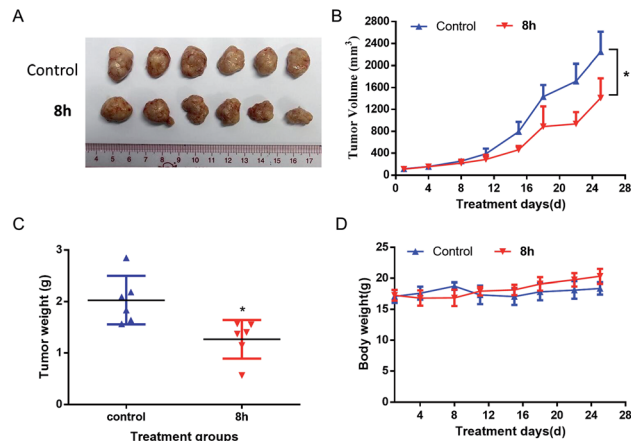 A
Control
8h
4 5 6 7 8 9 10 11 12 13 14 15 16 17
B
Control 8h
2800
2400
2000
1600
1200
800
400
0
Tumor Volume (mm3)
*
0 4 8 12 16 20 24 28
Treatment days(d)
C
3
2
1
0
Tumor weight (g)
*
control 8h
Treatment groups
D
Control 8h
25
20
15
10
5
0
Body weight(g)
4 8 12 16 20 24 28
Treatment days(d)